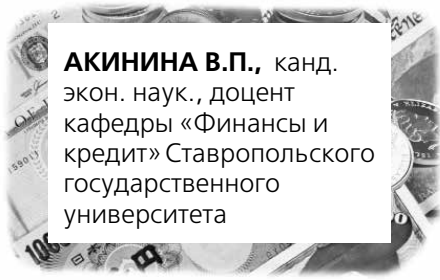 АКИНИНА В.П., канд.
экон. наук., доцент
кафедры «Финансы и
кредит» Ставропольского
государственного
университета